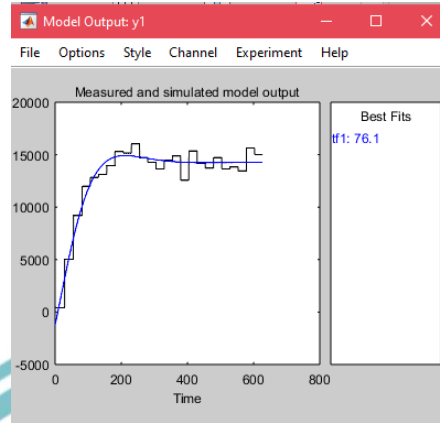 Model Output: y1
File Options Style Channel Experiment Help
Measured and simulated model output
20000
15000
10000
5000
0
-5000
0 200 400 600 800
Time
Best Fits
tf1: 76.1